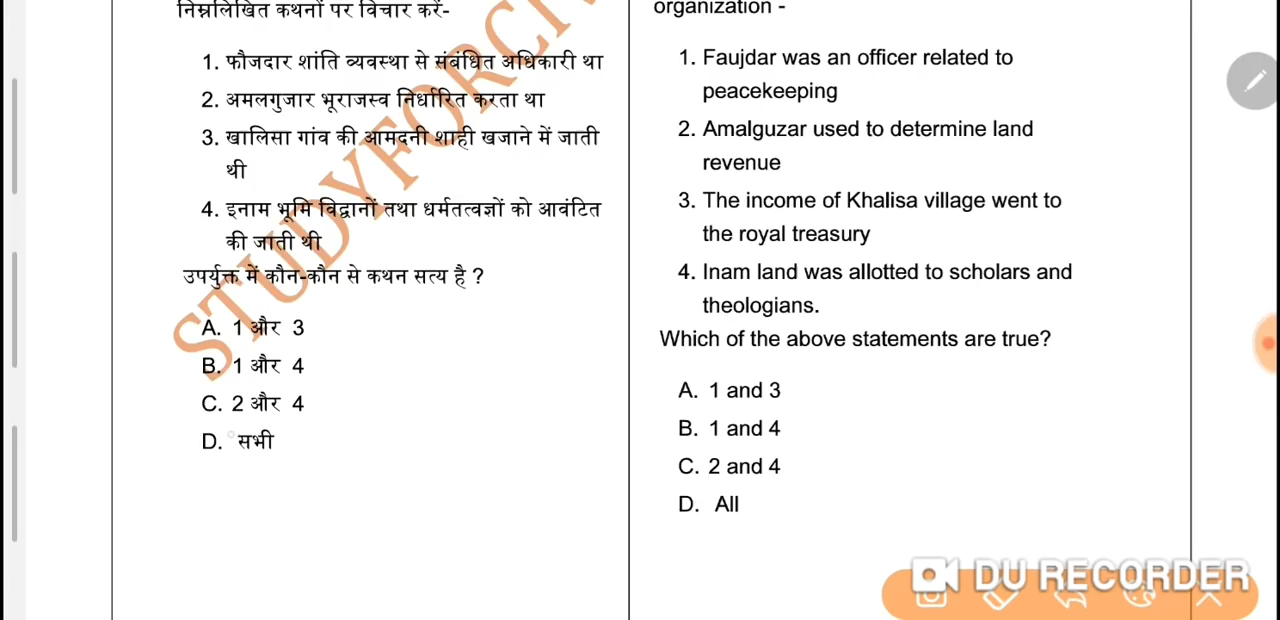 निम्नलिखित कथनों पर विचार करें-
1. फौजदार शांति व्यवस्था से संबंधित अधिकारी था
2. अमलगुजार भूराजस्व निर्धारित करता था
3. खालिसा गांव की आमदनी शाही खजाने में जाती
थी
4. इनाम भूमि विद्वानों तथा धर्मतत्वज्ञों को आवंटित
की जाती थी
उपर्युक्त में कौन-कौन से कथन सत्य है ?
A. 1 और 3
B. 1 और 4
C. 2 और 4
D. सभी
organization -
1. Faujdar was an officer related to
peacekeeping
2. Amalguzar used to determine land
revenue
3. The income of Khalisa village went to
the royal treasury
4. Inam land was allotted to scholars and
theologians.
Which of the above statements are true?
A. 1 and 3
B. 1 and 4
C. 2 and 4
D. All
STUDYFORCIV
DU RECORDER